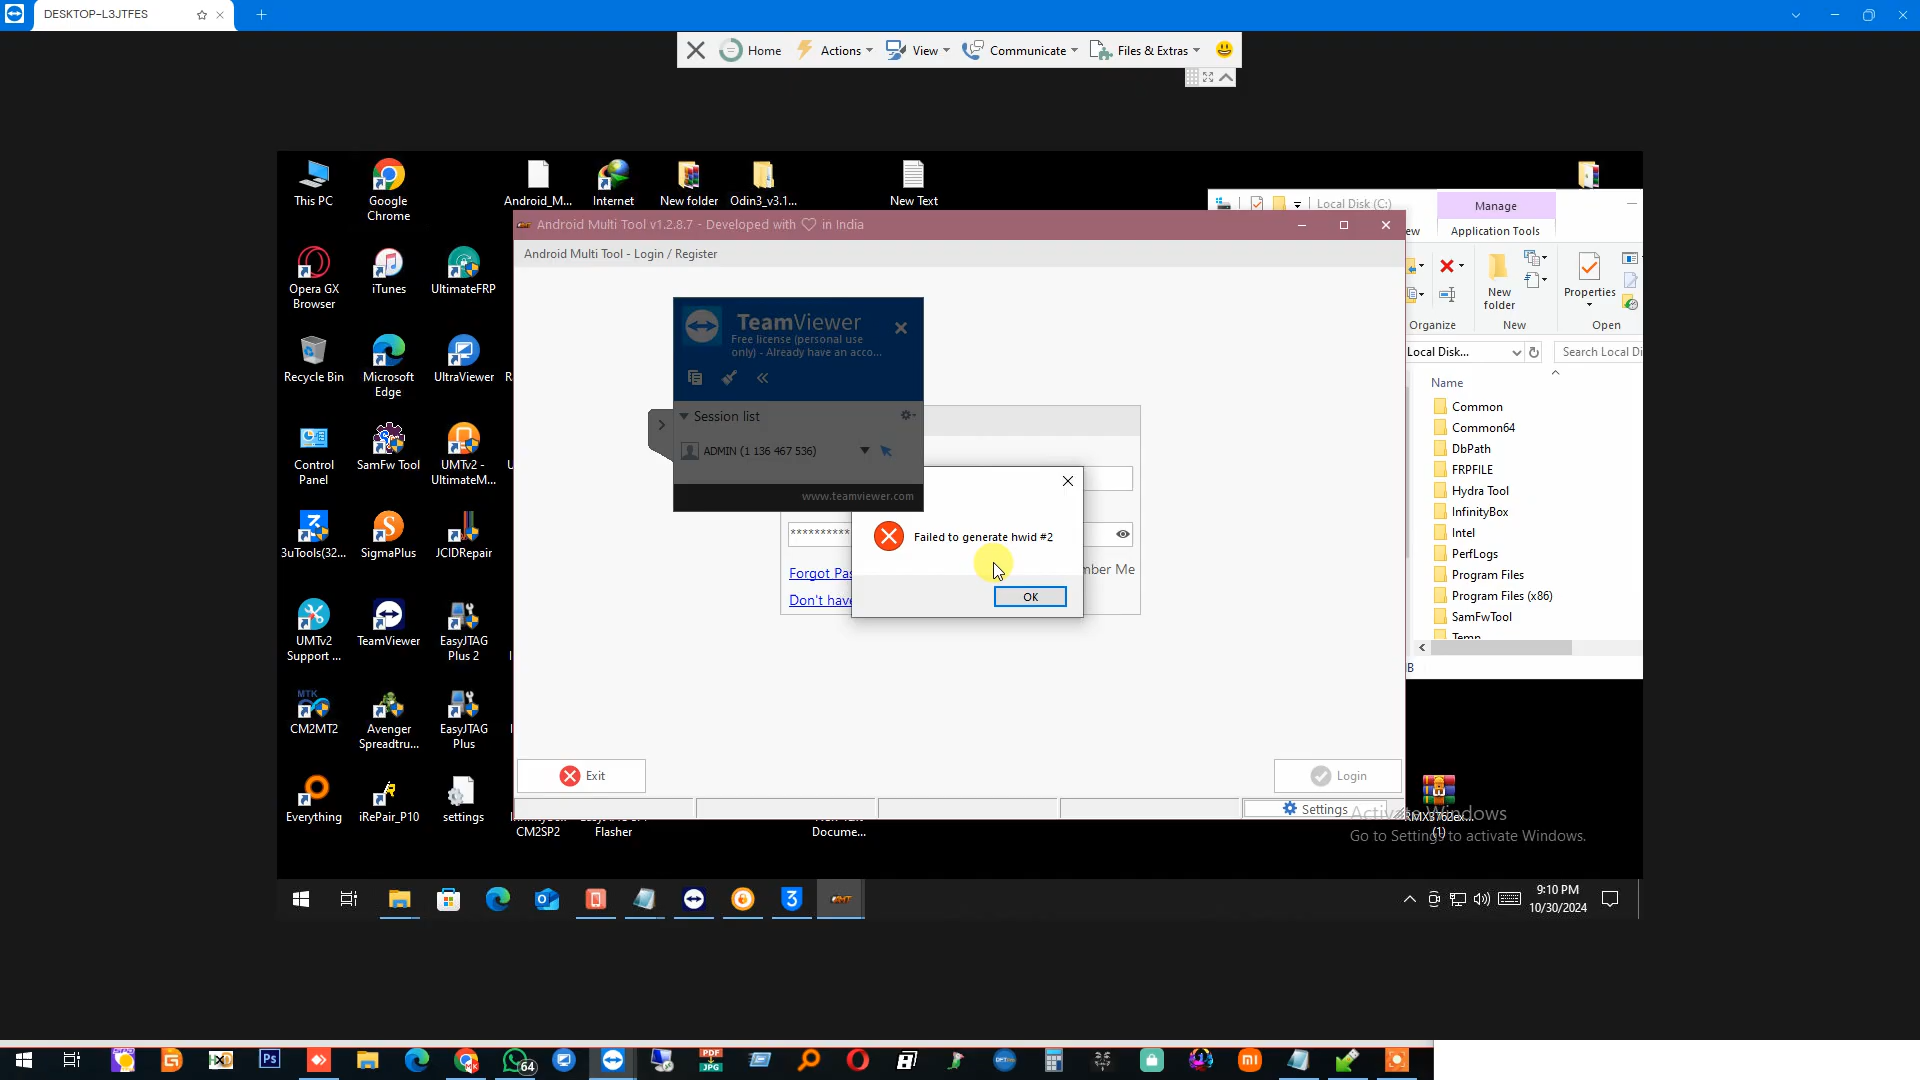 DESKTOP-L3JTFES
Home
Actions
View
Communicate
Files & Extras
This PC
Google
Chrome
Android_M...
Internet
New folder
Odin3_v3.1...
New Text
Local Disk (C:)
Manage
Application Tools
Android Multi Tool v1.2.8.7 - Developed with ♡ in India
Android Multi Tool - Login / Register
Opera GX
Browser
iTunes
UltimateFRP
TeamViewer
Free license (personal use
only) - Already have an acco...
Session list
ADMIN (1 136 467 536)
www.teamviewer.com
New
folder
Properties
Organize
New
Open
Local Disk...
Search Local Di
Name
Common
Common64
DbPath
FRPFILE
Hydra Tool
InfinityBox
Intel
PerfLogs
Program Files
Program Files (x86)
SamFwTool
Temp
Recycle Bin
Microsoft
Edge
UltraViewer
Control
Panel
SamFw Tool
UMTv2 -
UltimateM...
**********
Failed to generate hwid #2
OK
Forgot Pas
mber Me
Don't have
3uTools(32...
SigmaPlus
JCIDRepair
UMTv2
Support ...
TeamViewer
EasyJTAG
Plus 2
MTK
CM2MT2
Avenger
Spreadtru...
EasyJTAG
Plus
Exit
Login
Settings
Everything
iRePair_P10
settings
CM2SP2
Flasher
Docume...
(1)
Activate Windows
Go to Settings to activate Windows.
9:10 PM
10/30/2024
64
Ps
PDF
JPG